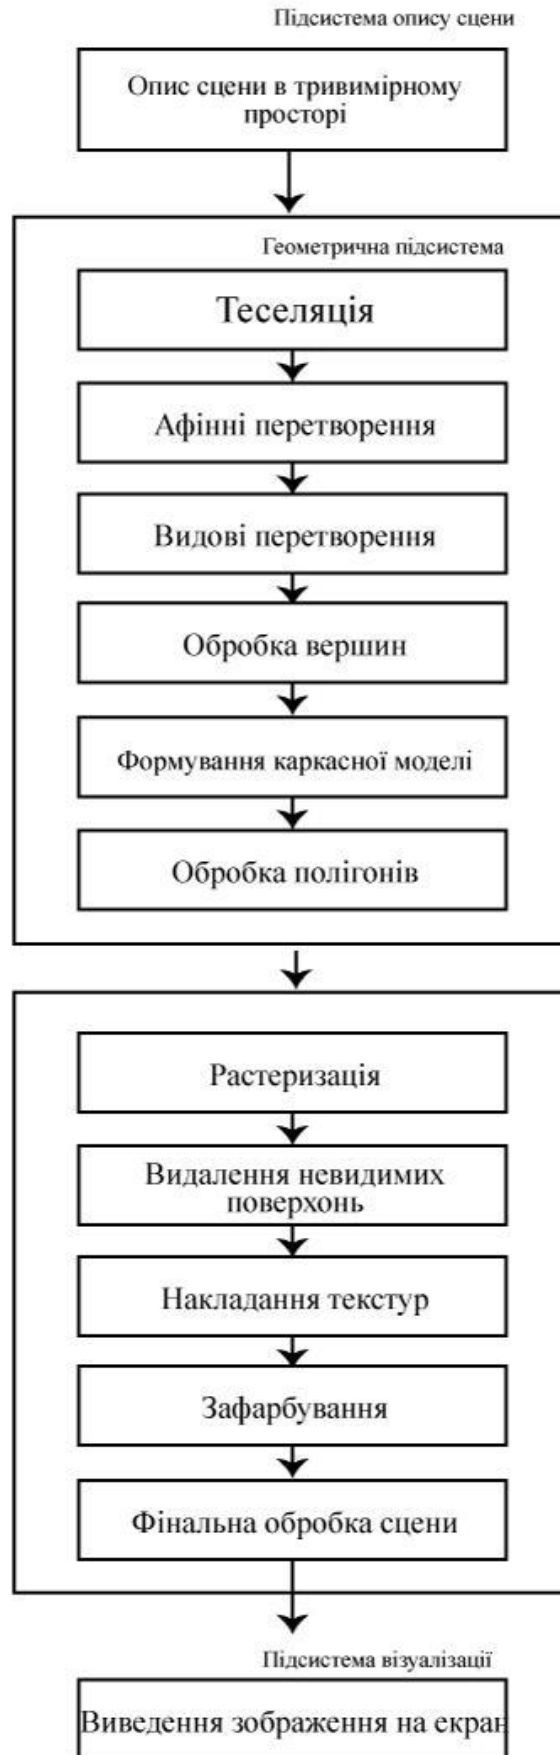 Підсистема опису сцени
Опис сцени в тривимірному
просторі
Геометрична підсистема
Теселяція
Афінні перетворення
Видові перетворення
Обробка вершин
Формування каркасної моделі
Обробка полігонів
Растеризація
Видалення невидимих
поверхонь
Накладання текстур
Зафарбування
Фінальна обробка сцени
Підсистема візуалізації
Виведення зображення на екран